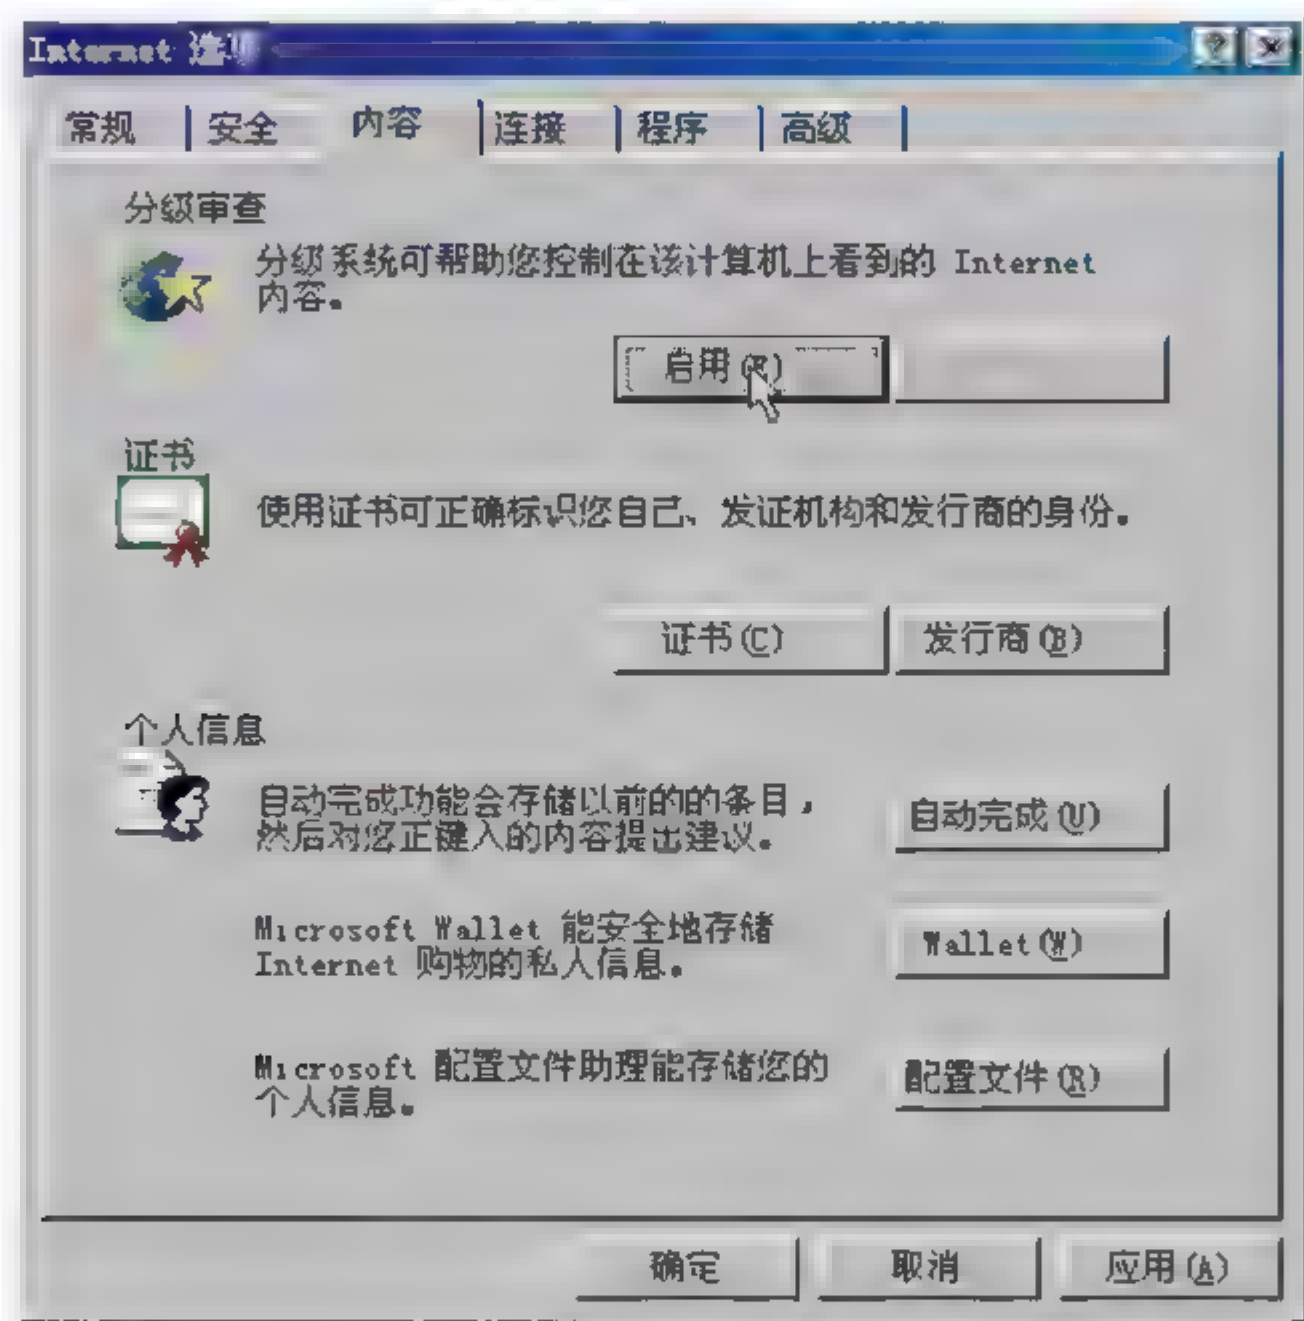 Internet 选项
常规 安全 内容 连接 程序 高级
分级审查
分级系统可帮助您控制在该计算机上看到的 Internet
内容。
启用(E)
证书
使用证书可正确标识您自己、发证机构和发行商的身份。
证书(C) 发行商(B)
个人信息
自动完成功能会存储以前的的条目,
然后对您正键入的内容提出建议。
自动完成(U)
Microsoft Wallet 能安全地存储
Internet 购物的私人信息。
Wallet(W)
Microsoft 配置文件助理能存储您的
个人信息。
配置文件(R)
确定 取消 应用(A)